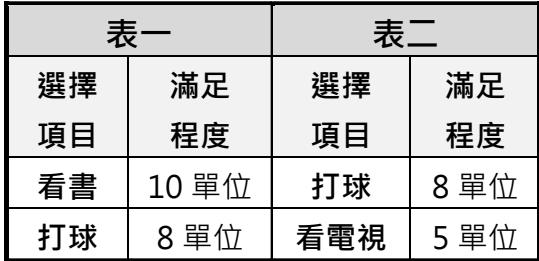 表一 表二
選擇項目 滿足程度 選擇項目 滿足程度
看書 10 單位 打球 8 單位
打球 8 單位 看電視 5 單位